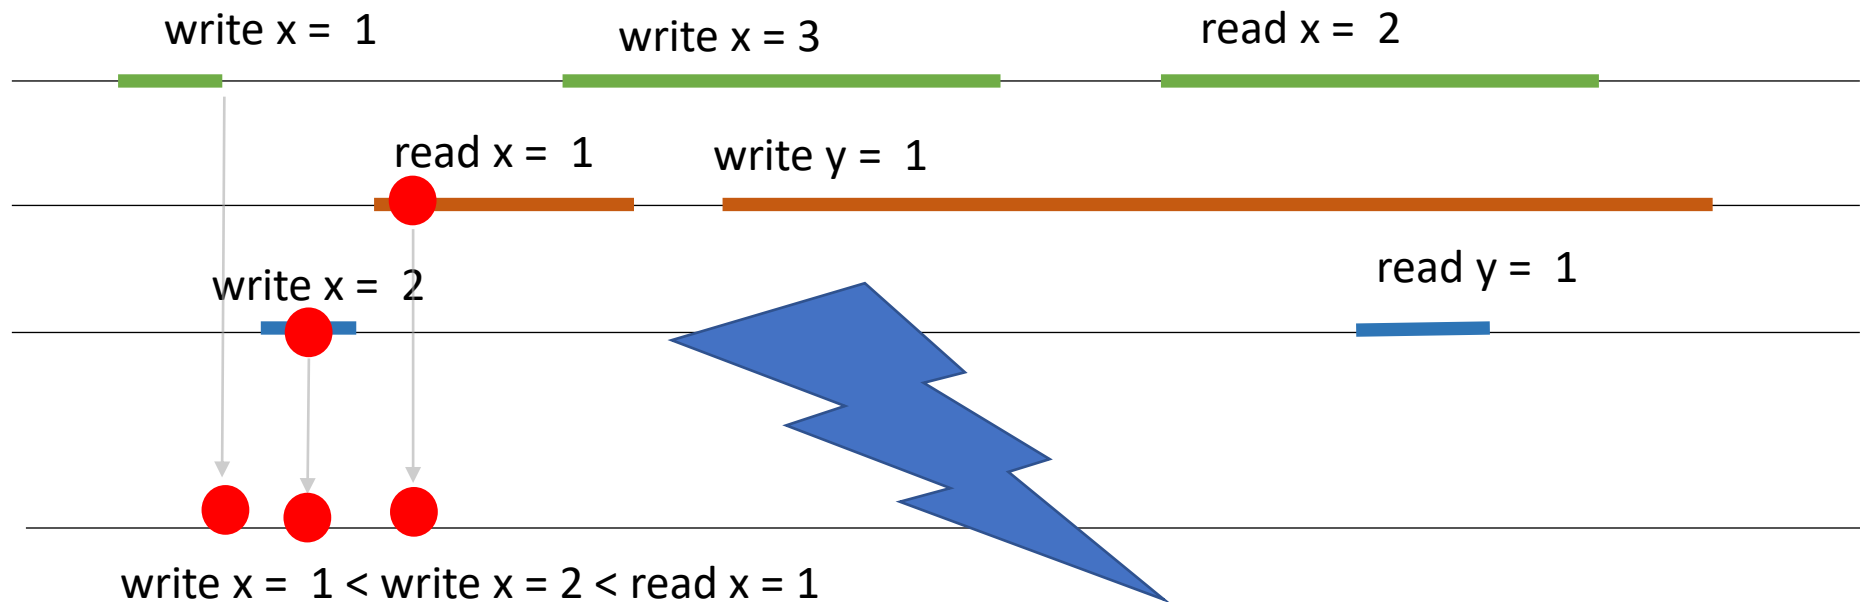 write x = 1
write x = 3
read x = 2
read x = 1
write y = 1
write x = 2
read y = 1
write x = 1 < write x = 2 < read x = 1